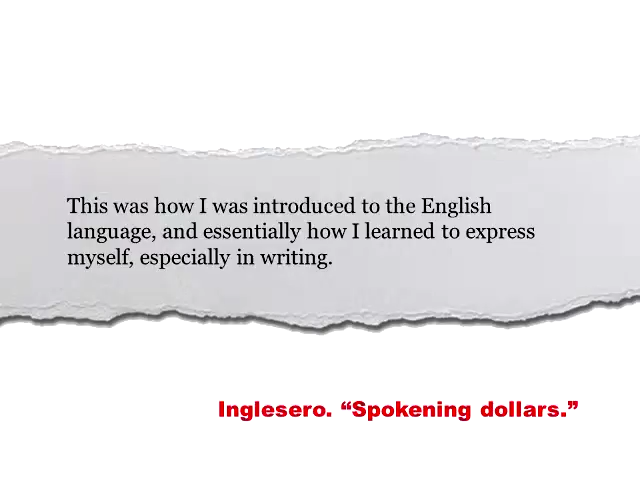 This was how I was introduced to the English
language, and essentially how I learned to express
myself, especially in writing.
Inglesero. “Spokening dollars.”